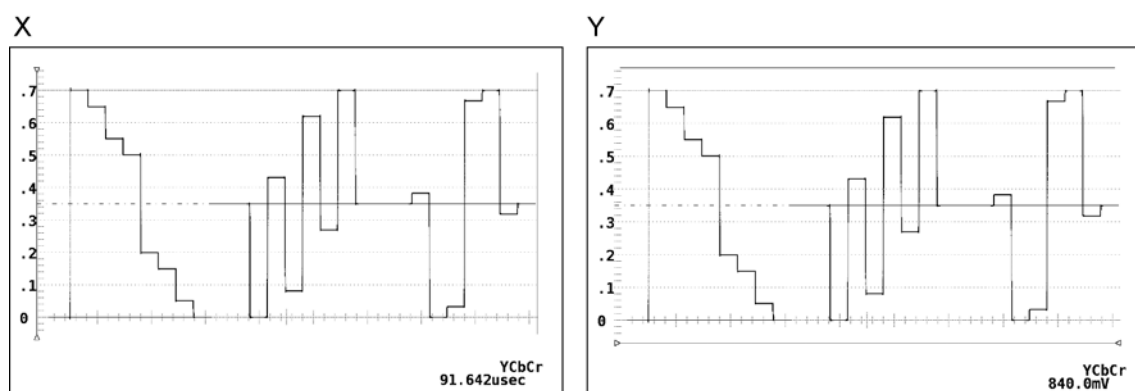 X
Y
.7
.6
.5
.4
.3
.2
.1
0
YCbCr
91.642usec
.7
.6
.5
.4
.3
.2
.1
0
YCbCr
840.0mV